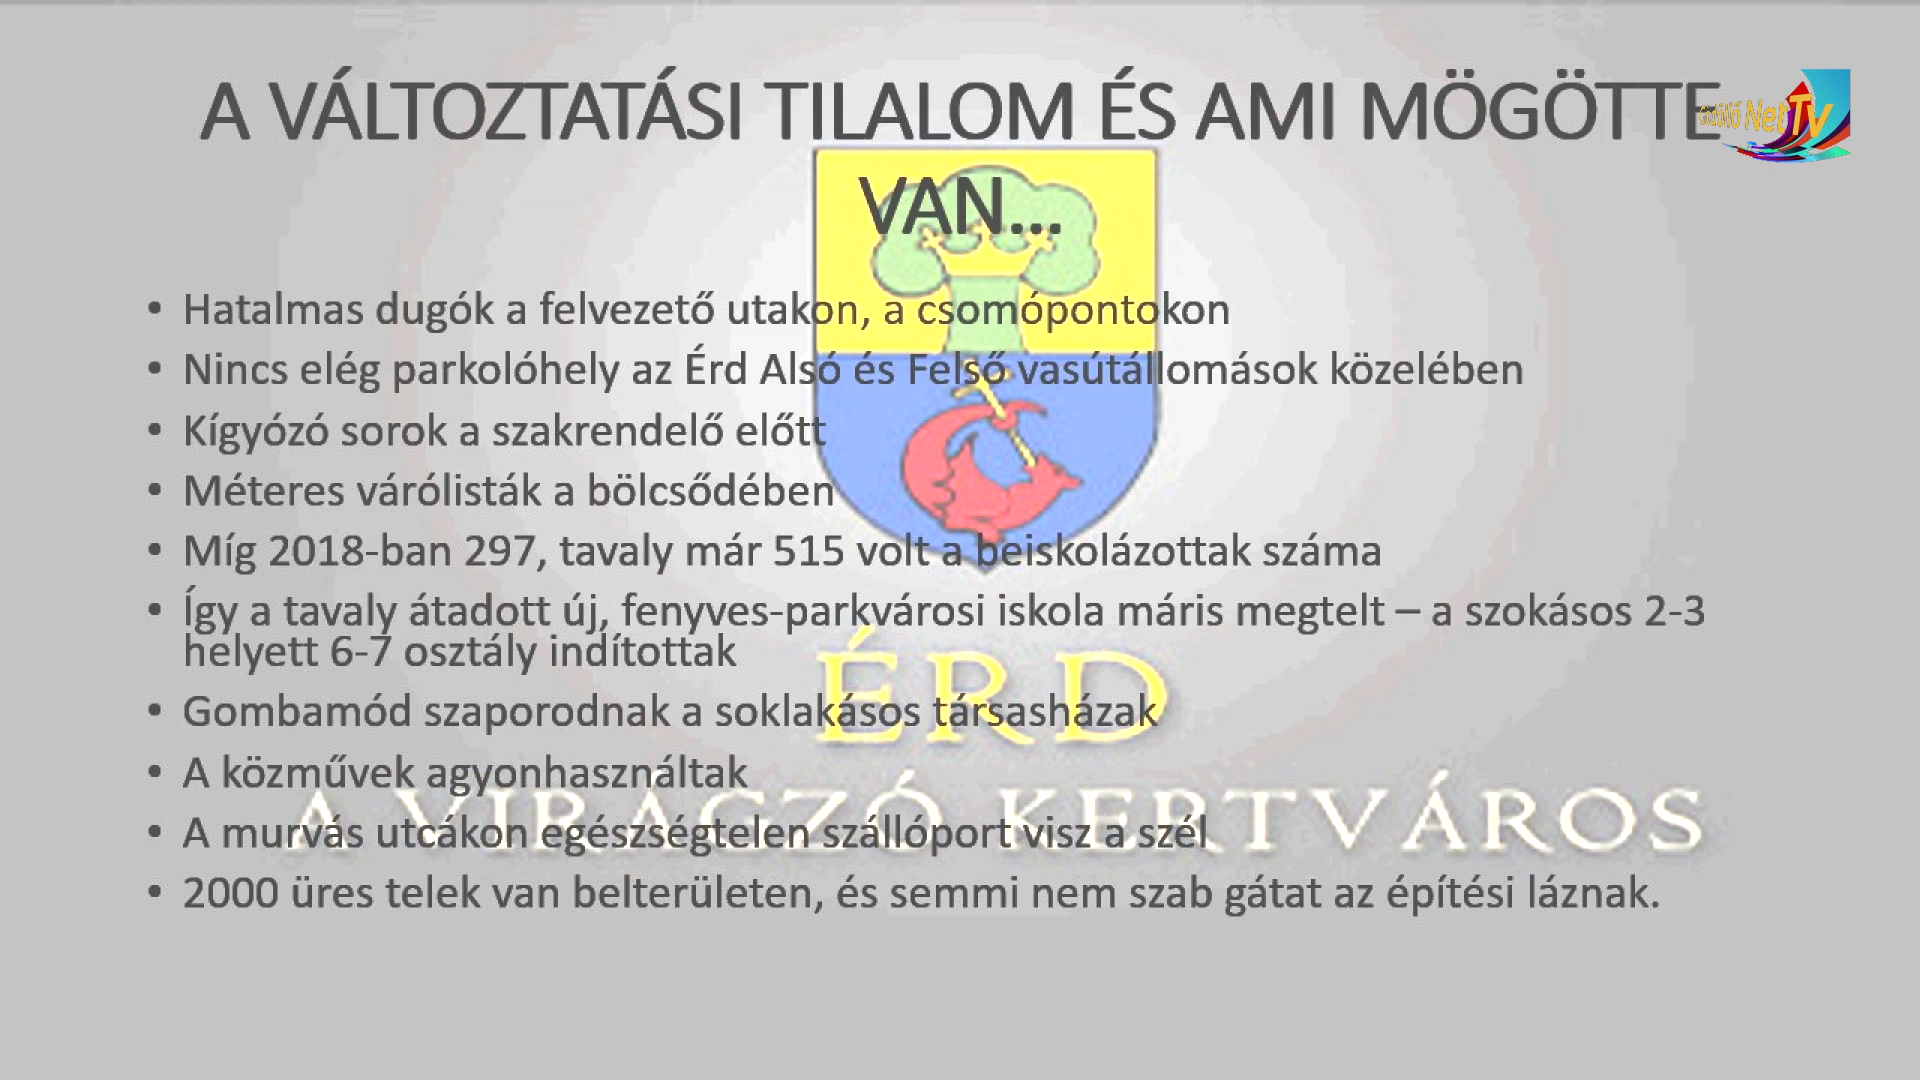 A VÁLTOZTATÁSI TILALOM ÉS AMI MÖGÖTTE
VAN...
Net TV
• Hatalmas dugók a felvezető utakon, a csomópontokon
• Nincs elég parkolóhely az Érd Alsó és Felső vasútállomások közelében
• Kígyózó sorok a szakrendelő előtt
• Méteres várólisták a bölcsődében
• Míg 2018-ban 297, tavaly már 515 volt a beiskolázottak száma
• Így a tavaly átadott új, fenyves-parkvárosi iskola máris megtelt – a szokásos 2-3
helyett 6-7 osztály indítottak
ÉRD
• Gombamód szaporodnak a soklakásos társasházak
• A közművek agyonhasználtak
A VIRÁGZÓ KERTVÁROS
• A murvás utcákon egészségtelen szállóport visz a szél
• 2000 üres telek van belterületen, és semmi nem szab gátat az építési láznak.